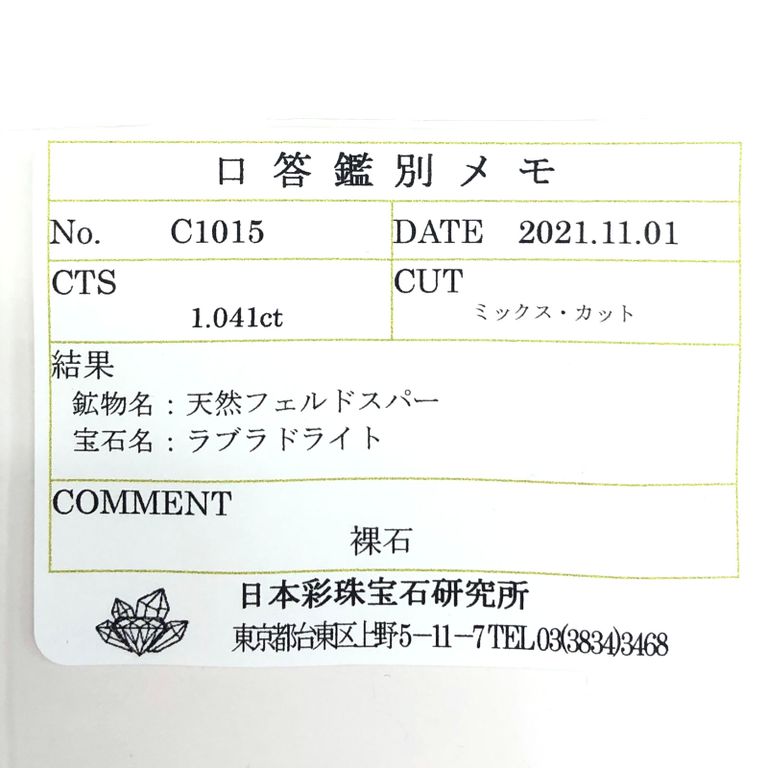 口答鑑別メモ
No. C1015 DATE 2021.11.01
CTS CUT
1.041ct ミックス・カット
結果
鉱物名：天然フェルドスパー
宝石名：ラブラドライト
COMMENT
裸石
日本彩珠宝石研究所
東京都台東区上野5－11－7 TEL 03(3834)3468